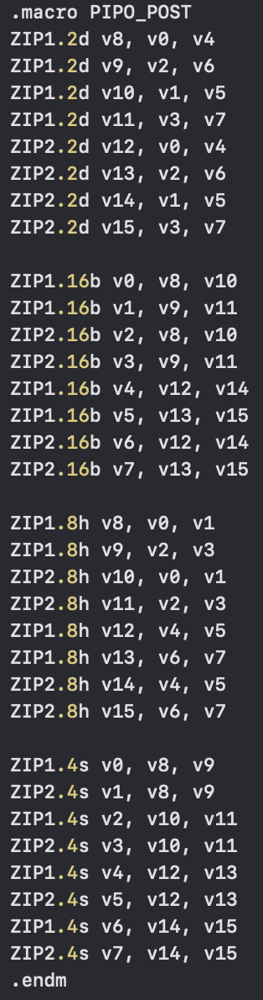 .macro PIPO_POST
ZIP1.2d v8, v0, v4
ZIP1.2d v9, v2, v6
ZIP1.2d v10, v1, v5
ZIP1.2d v11, v3, v7
ZIP2.2d v12, v0, v4
ZIP2.2d v13, v2, v6
ZIP2.2d v14, v1, v5
ZIP2.2d v15, v3, v7

ZIP1.16b v0, v8, v10
ZIP1.16b v1, v9, v11
ZIP2.16b v2, v8, v10
ZIP2.16b v3, v9, v11
ZIP1.16b v4, v12, v14
ZIP1.16b v5, v13, v15
ZIP2.16b v6, v12, v14
ZIP2.16b v7, v13, v15

ZIP1.8h v8, v0, v1
ZIP1.8h v9, v2, v3
ZIP2.8h v10, v0, v1
ZIP2.8h v11, v2, v3
ZIP1.8h v12, v4, v5
ZIP1.8h v13, v6, v7
ZIP2.8h v14, v4, v5
ZIP2.8h v15, v6, v7

ZIP1.4s v0, v8, v9
ZIP2.4s v1, v8, v9
ZIP1.4s v2, v10, v11
ZIP2.4s v3, v10, v11
ZIP1.4s v4, v12, v13
ZIP2.4s v5, v12, v13
ZIP1.4s v6, v14, v15
ZIP2.4s v7, v14, v15
.endm